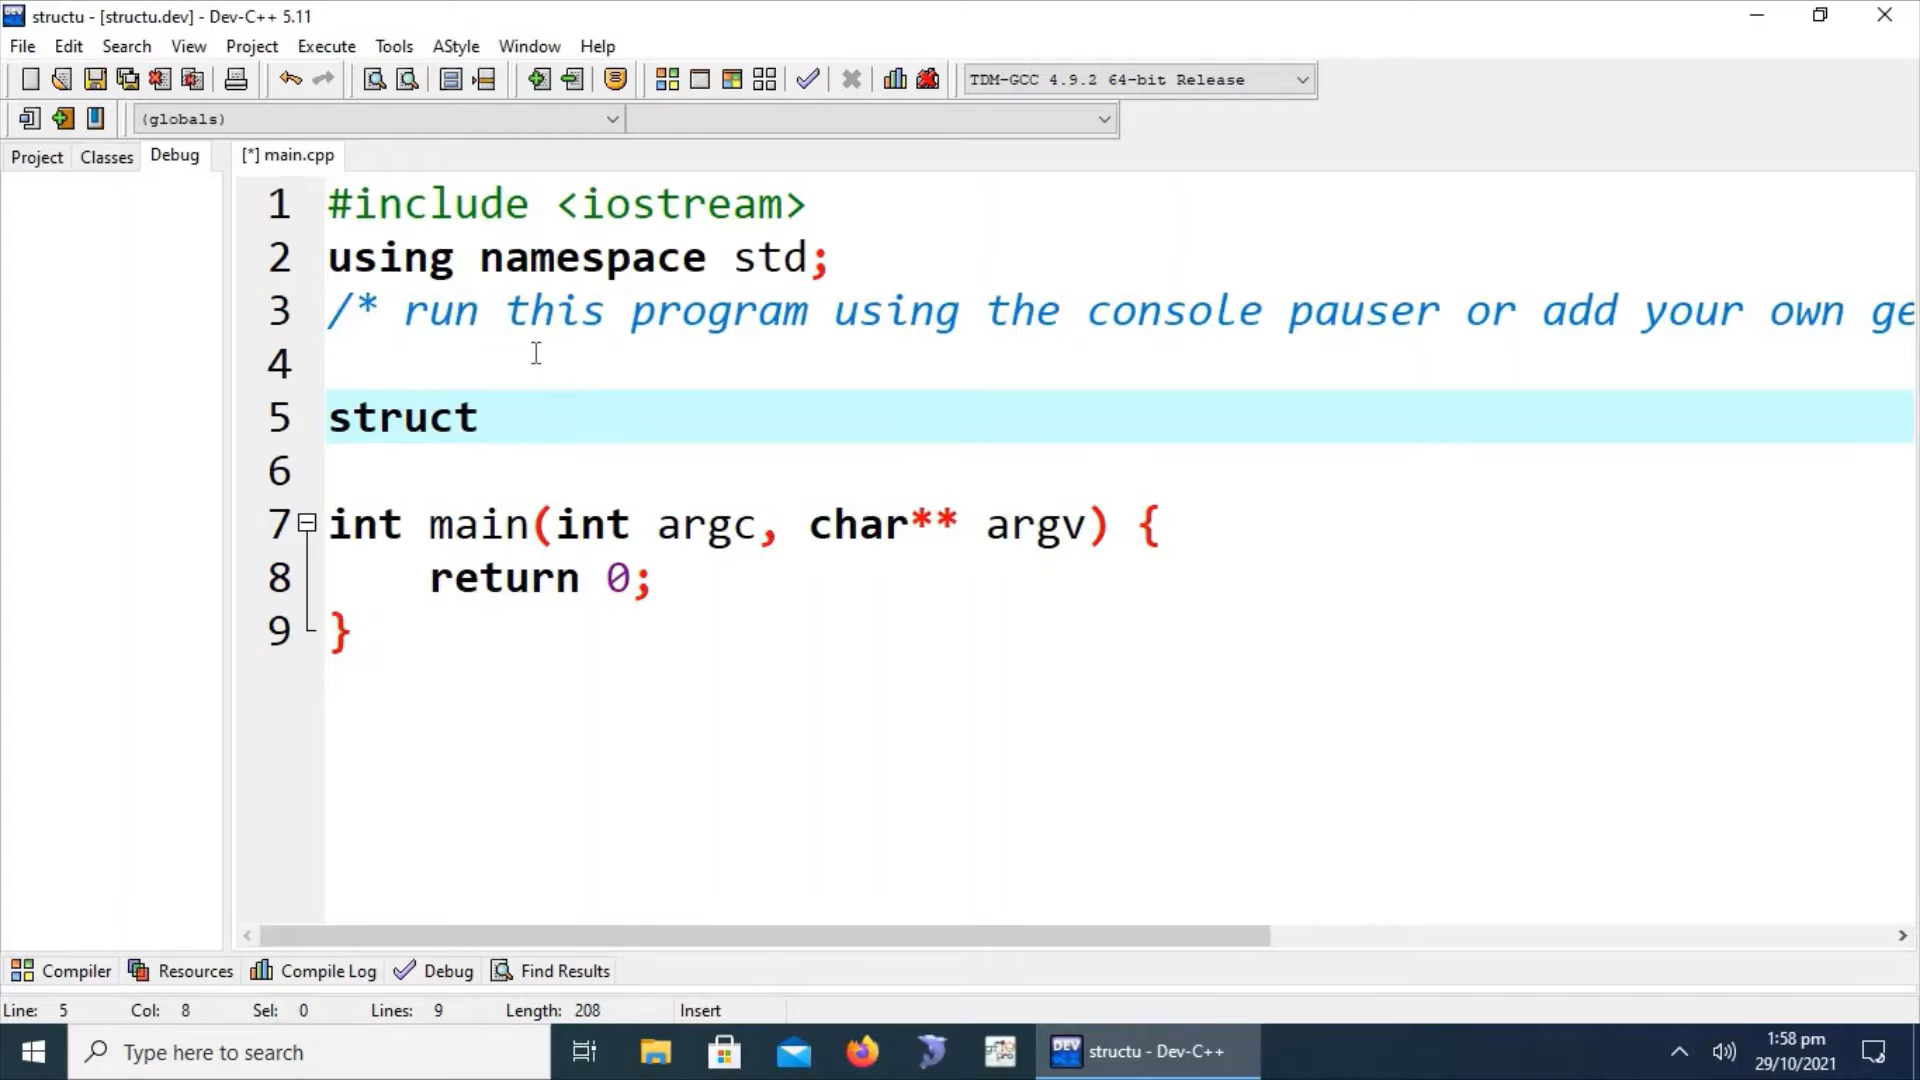 structu - [structu.dev] - Dev-C++ 5.11
File Edit Search View Project Execute Tools AStyle Window Help
TDM-GCC 4.9.2 64-bit Release
(globals)
Project Classes Debug [*] main.cpp
1 #include <iostream>
2 using namespace std;
3 /* run this program using the console pauser or add your own ge
4
5 struct
6
7 int main(int argc, char** argv) {
8 return 0;
9 }
Compiler Resources Compile Log Debug Find Results
Line: 5 Col: 8 Sel: 0 Lines: 9 Length: 208 Insert
Type here to search
DEV structu - Dev-C++
1:58 pm
29/10/2021